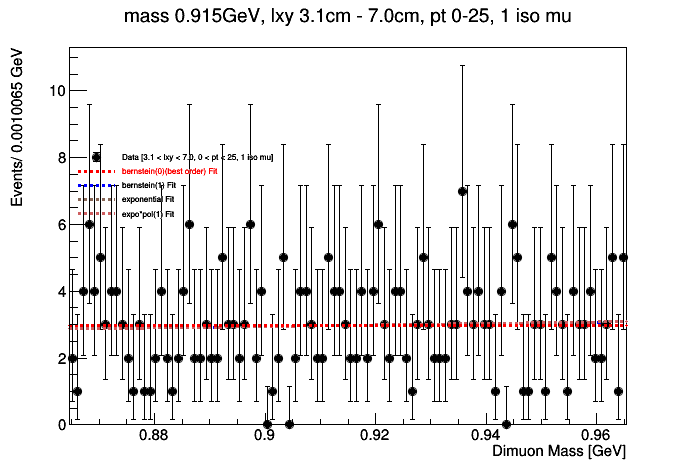 mass 0.915GeV, lxy 3.1cm - 7.0cm, pt 0-25, 1 iso mu
Events/ 0.0010065 GeV
10
8
6
4
2
0
Data [3.1 < lxy < 7.0, 0 < pt < 25, 1 iso mu]
bernstein(0)(best order) Fit
bernstein(1) Fit
exponential Fit
expo*pol(1) Fit
0.88
0.9
0.92
0.94
0.96
Dimuon Mass [GeV]